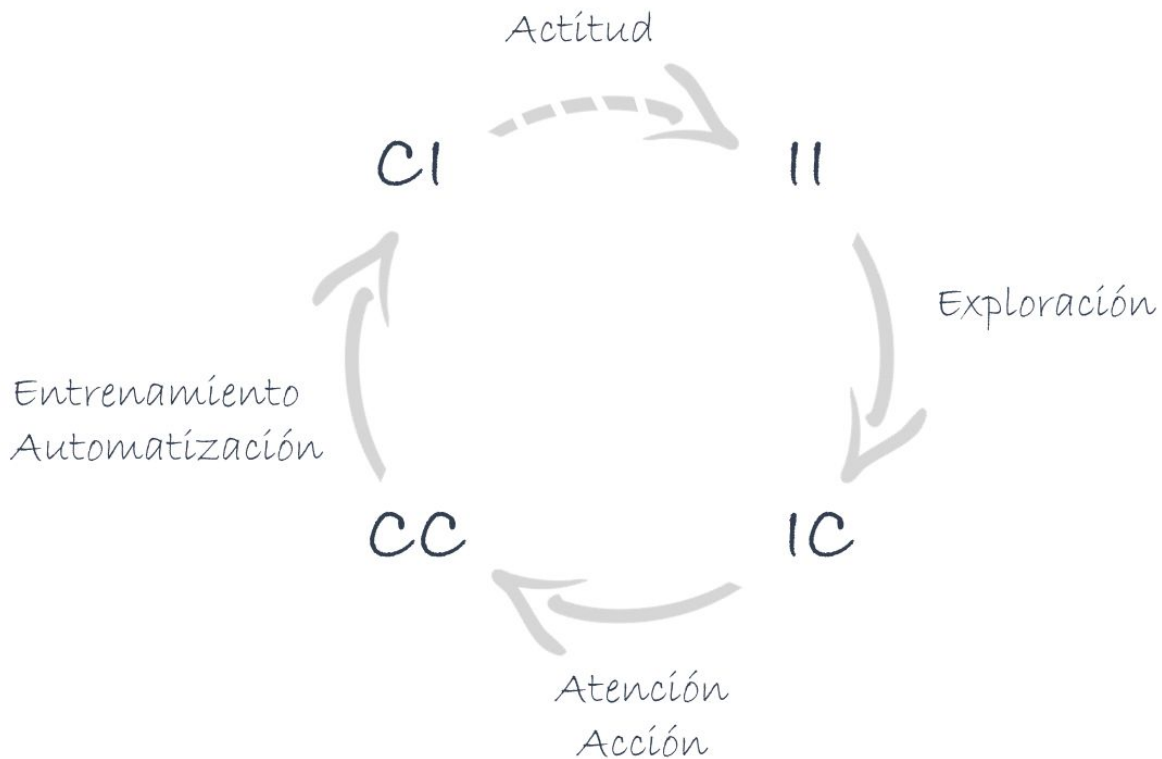 Actitud
CI
II
Exploración
Entrenamiento
Automatización
CC
IC
Atención
Acción